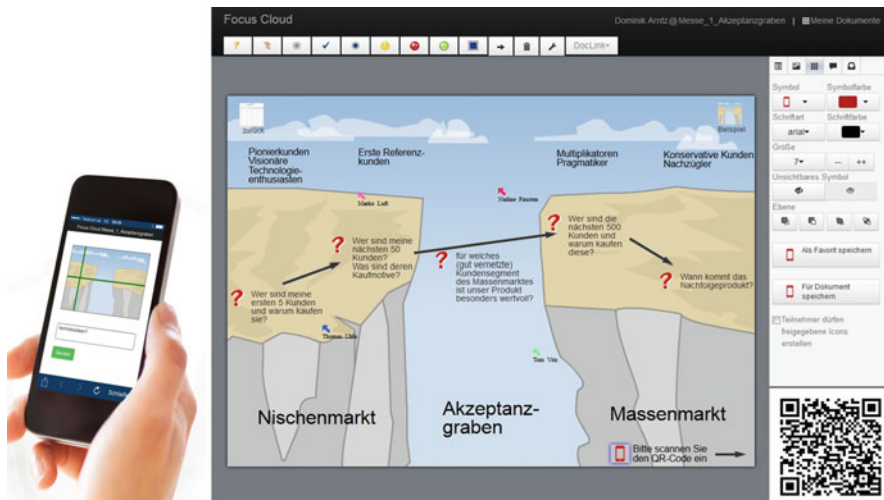 Focus Cloud
Dominik Arntz@Messe_1_Akzeptanzgraben | Meine Dokumente
DocLink
zurück
Beispiel
Pionierkunden
Visionäre
Technologie-
enthusiasten
Erste Referenz-
kunden
Multiplikatoren
Pragmatiker
Konservative Kunden
Nachzügler
Marko Luft
Nadine Fausten
? Wer sind meine
nächsten 50
Kunden?
Was sind deren
Kaufmotive?
? Wer sind die
nächsten 500
Kunden und
warum kaufen
diese?
? für welches
(gut vernetzte)
Kundensegment
des Massenmarktes
ist unser Produkt
besonders wertvoll?
? Wann kommt das
Nachfolgeprodukt?
? Wer sind meine
ersten 5 Kunden
und warum kaufen
sie?
Thomas
Tom
Nischenmarkt
Akzeptanz-
graben
Massenmarkt
Bitte scannen Sie
den QR-Code ein
Symbol
Symbolfarbe
Schriftart
Schriftfarbe
arial
Größe
7
-- ++
Unsichtbares Symbol
Ebene
Als Favorit speichern
Für Dokument
speichern
Teilnehmer dürfen
freigegebene Icons
erstellen
Focus Cloud Messe_1_Akzeptanzgraben